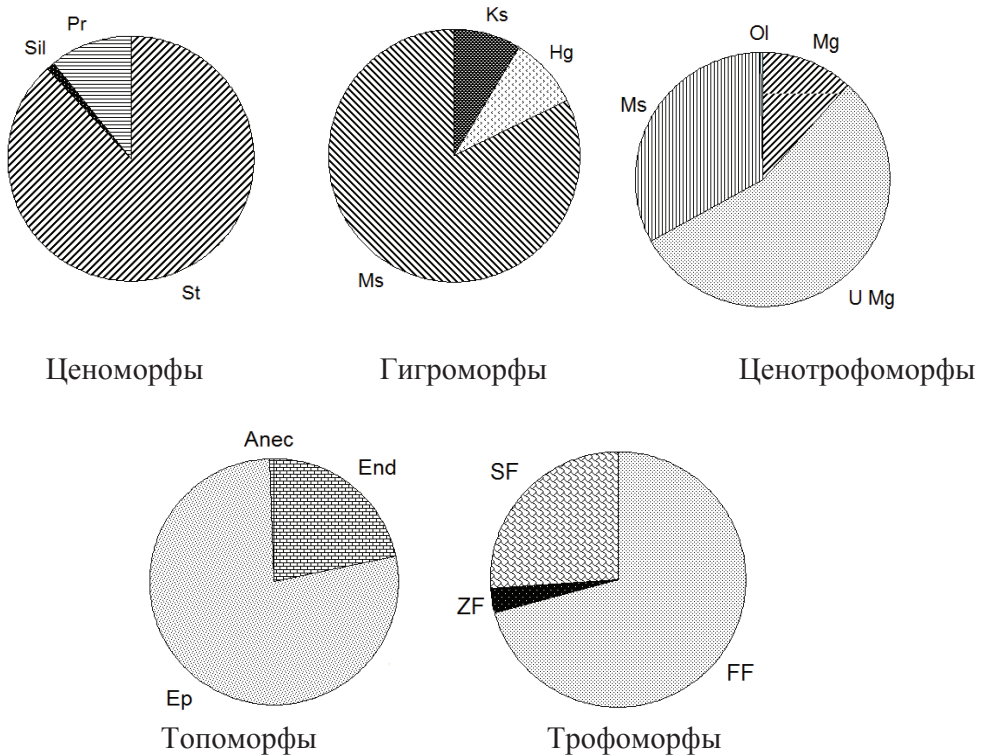 Pr
Sil
St
Ks
Hg
Ms
Ol
Mg
Ms
U Mg
Ценоморфы
Гигроморфы
Ценотрофоморфы
Anec
End
Ep
SF
ZF
FF
Топоморфы
Трофоморфы